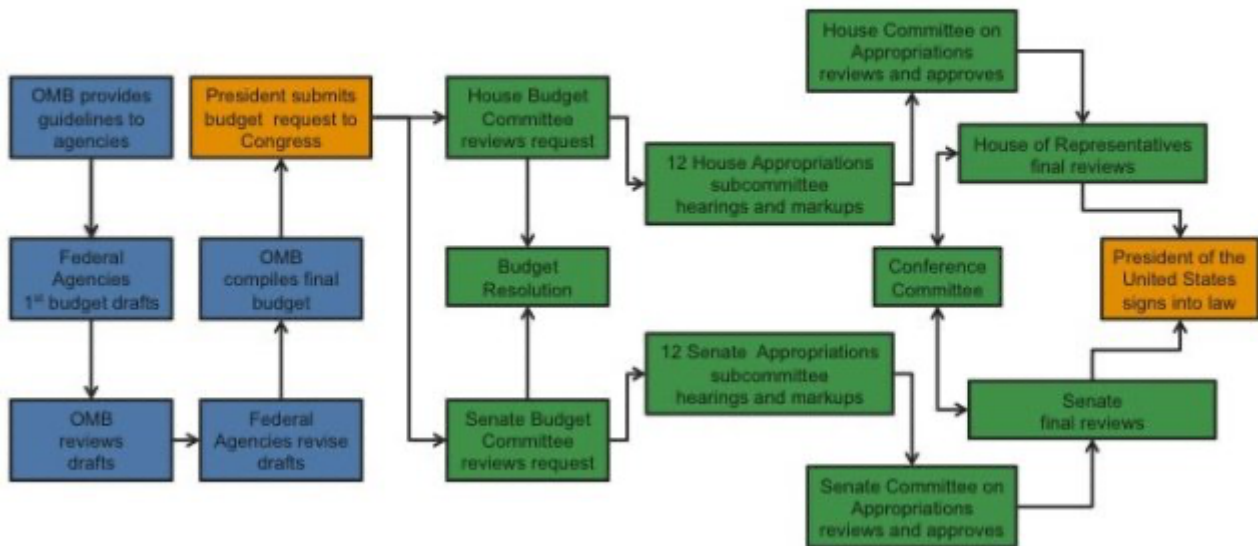 OMB provides
guidelines to
agencies
Federal
Agencies
1st budget drafts
OMB
reviews
drafts
Federal
Agencies revise
drafts
OMB
compiles final
budget
President submits
budget request to
Congress
House Budget
Committee
reviews request
Budget
Resolution
Senate Budget
Committee
reviews request
12 House Appropriations
subcommittee
hearings and markups
12 Senate Appropriations
subcommittee
hearings and markups
House Committee on
Appropriations
reviews and approves
Senate Committee on
Appropriations
reviews and approves
House of Representatives
final reviews
Conference
Committee
Senate
final reviews
President of the
United States
signs into law